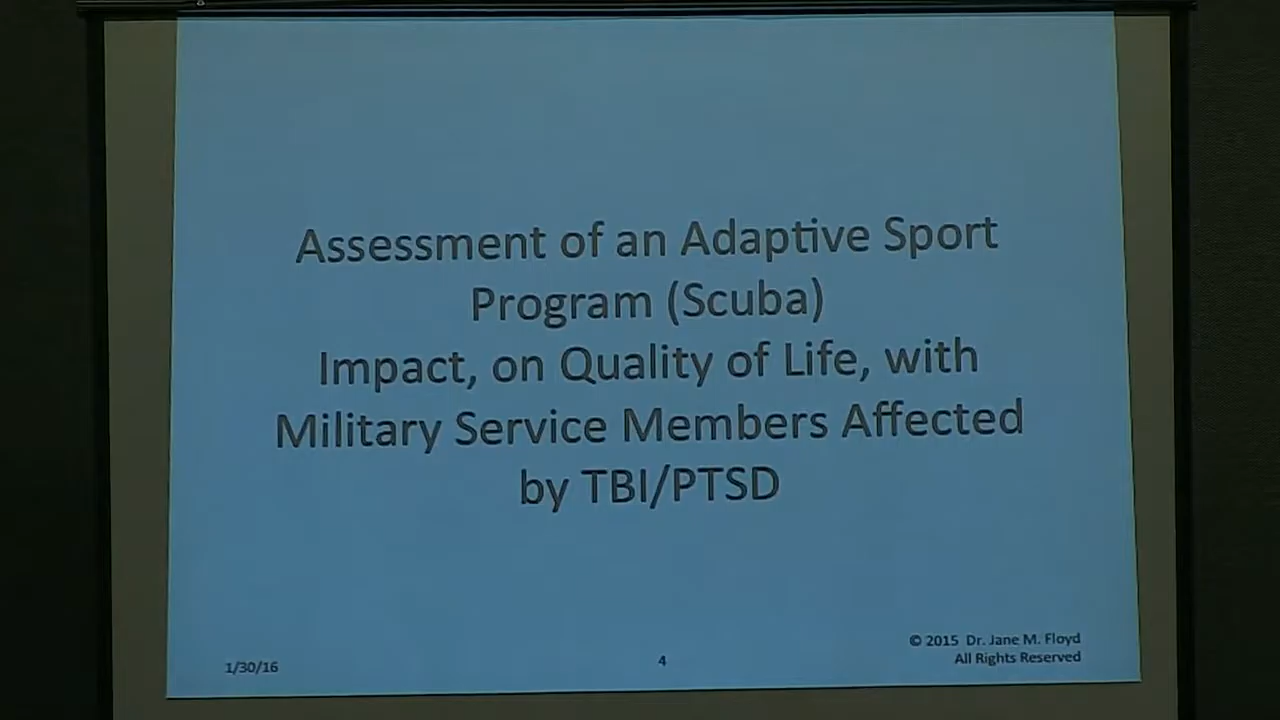 Assessment of an Adaptive Sport
Program (Scuba)
Impact, on Quality of Life, with
Military Service Members Affected
by TBI/PTSD
1/30/16
4
© 2015 Dr. Jane M. Floyd
All Rights Reserved